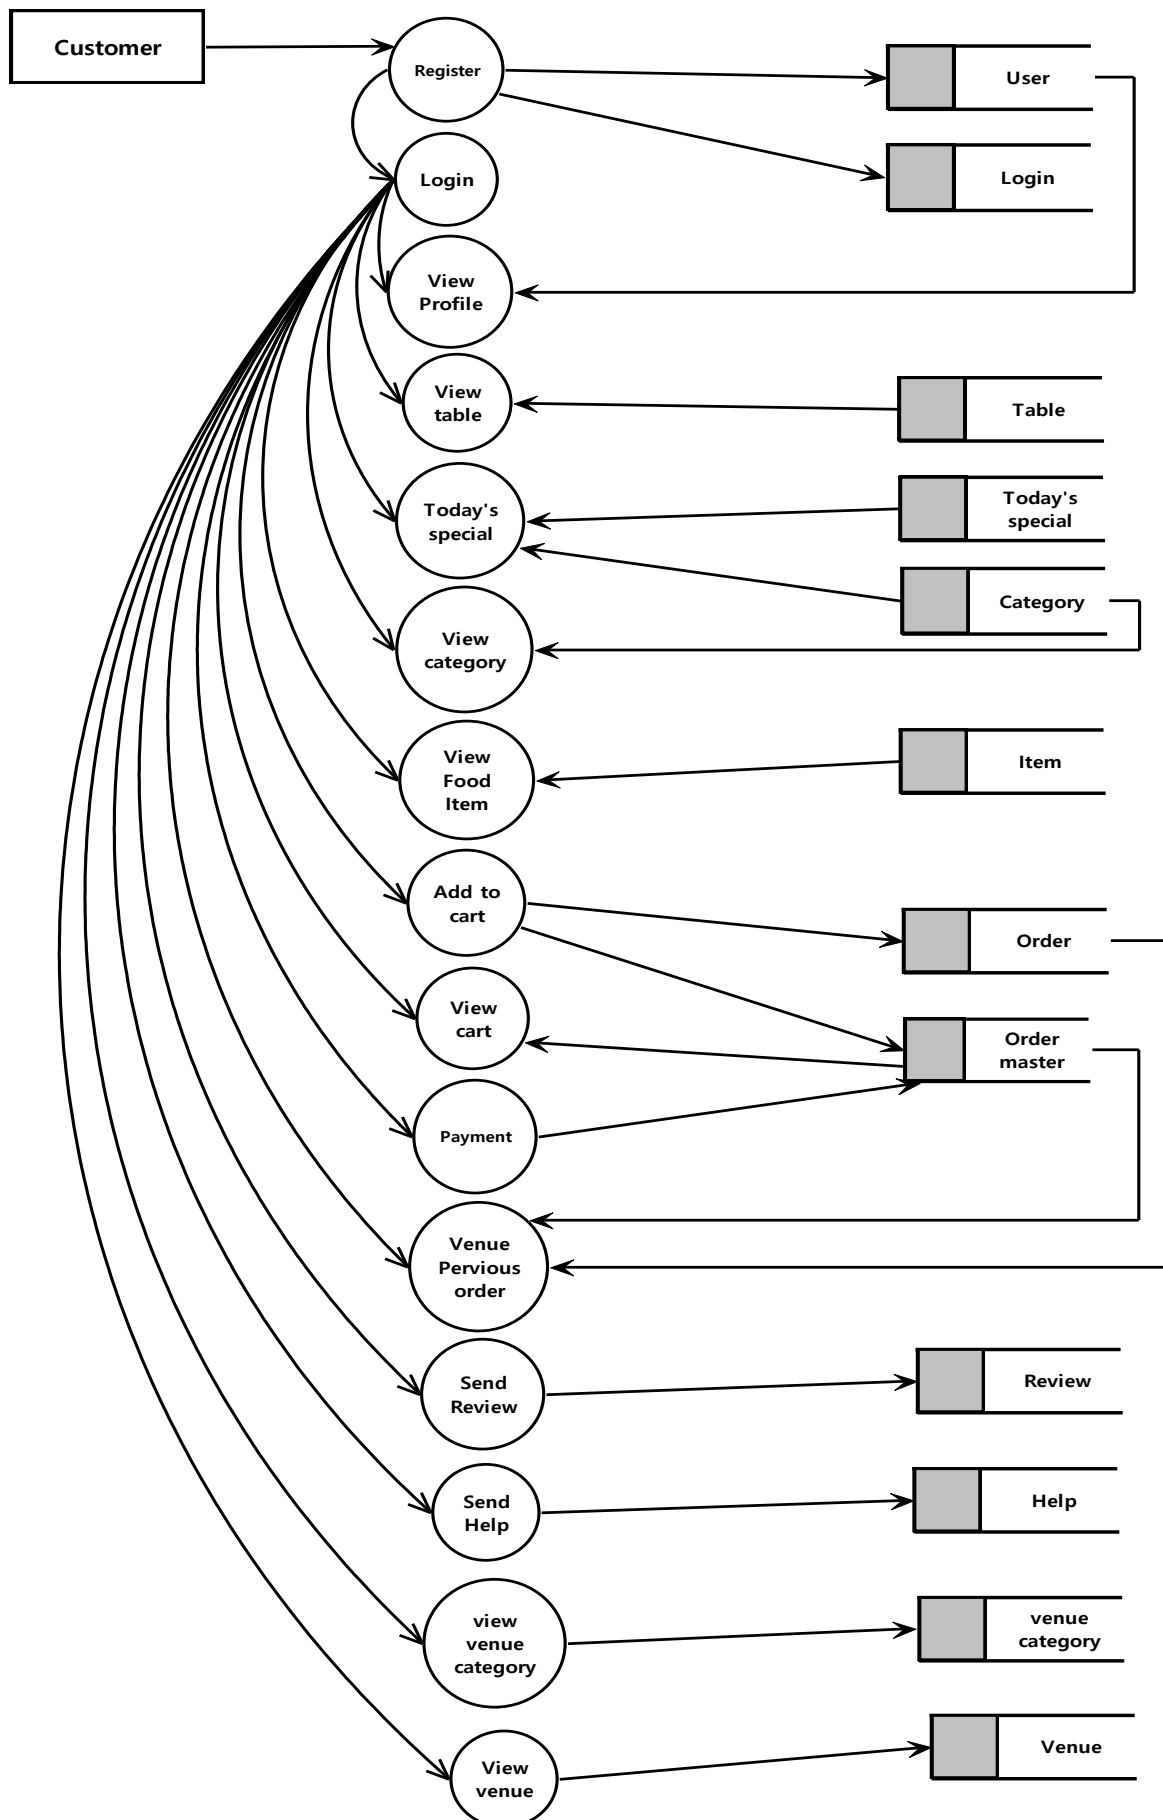 Customer
Register
User
Login
Login
View
Profile
View
table
Table
Today's
special
Today's
special
Category
View
category
View
Food
Item
Item
Add to
cart
Order
View
cart
Order
master
Payment
Venue
Pervious
order
Send
Review
Review
Send
Help
Help
view
venue
category
venue
category
View
venue
Venue